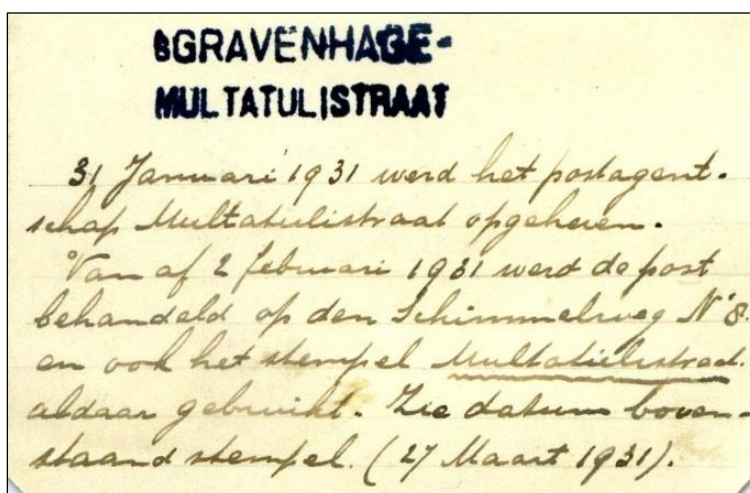 sGRAVENHAGE-
MULTATULISTRAAT
31 Januari 1931 werd het postagent-
schap Multatulistraat opgeheven.
Van af 2 februari 1931 werd de post
behandeld op den Schimmelweg No 8.
en ook het stempel Multatulistraat.
aldaar gebruikt. Zie datum boven-
staand stempel. (27 Maart 1931).